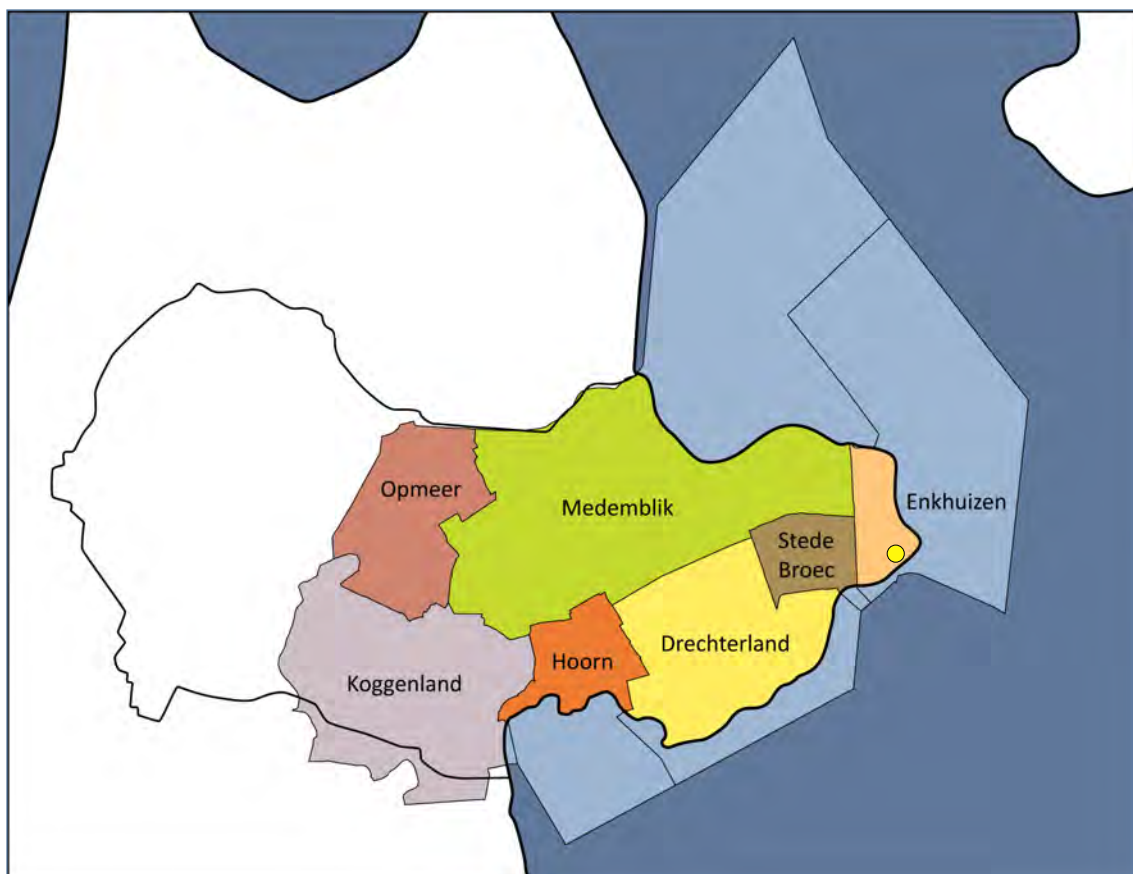 Opmeer
Medemblik
Enkhuizen
Stede
Broec
Drechterland
Hoorn
Koggenland